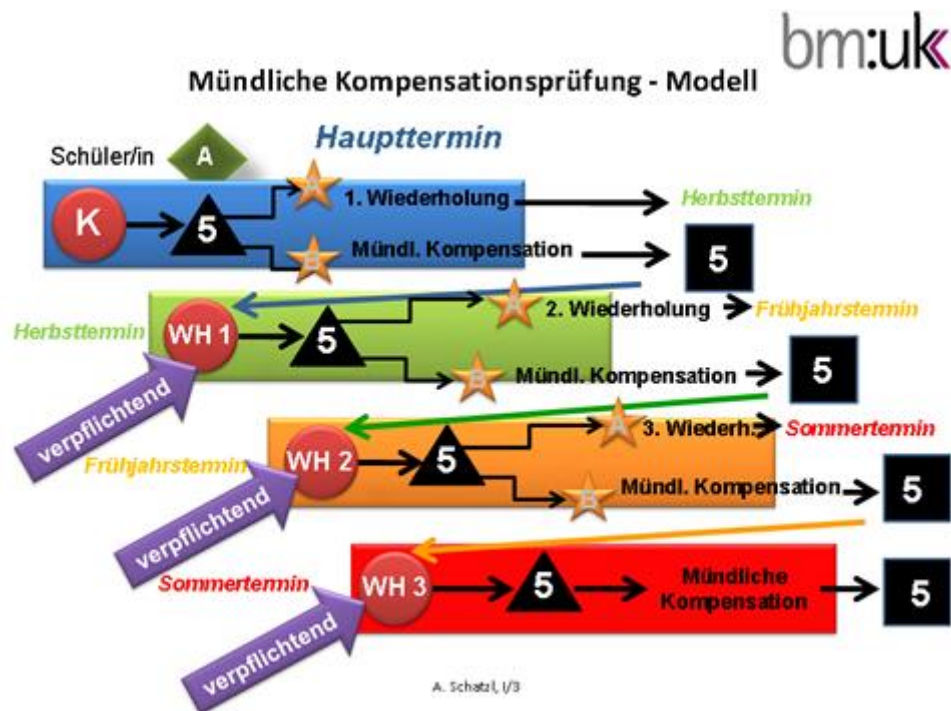 bm:uk
Mündliche Kompensationsprüfung - Modell
Haupttermin
Schüler/in
A
K
5
A
1. Wiederholung
Herbsttermin
B
Mündl. Kompensation
5
Herbsttermin
WH 1
5
A
2. Wiederholung
Frühjahrstermin
B
Mündl. Kompensation
5
verpflichtend
Frühjahrstermin
WH 2
5
A
3. Wiederh.
Sommertermin
B
Mündl. Kompensation
5
verpflichtend
Sommertermin
WH 3
5
Mündliche
Kompensation
5
verpflichtend
A. Schatzl, I/3